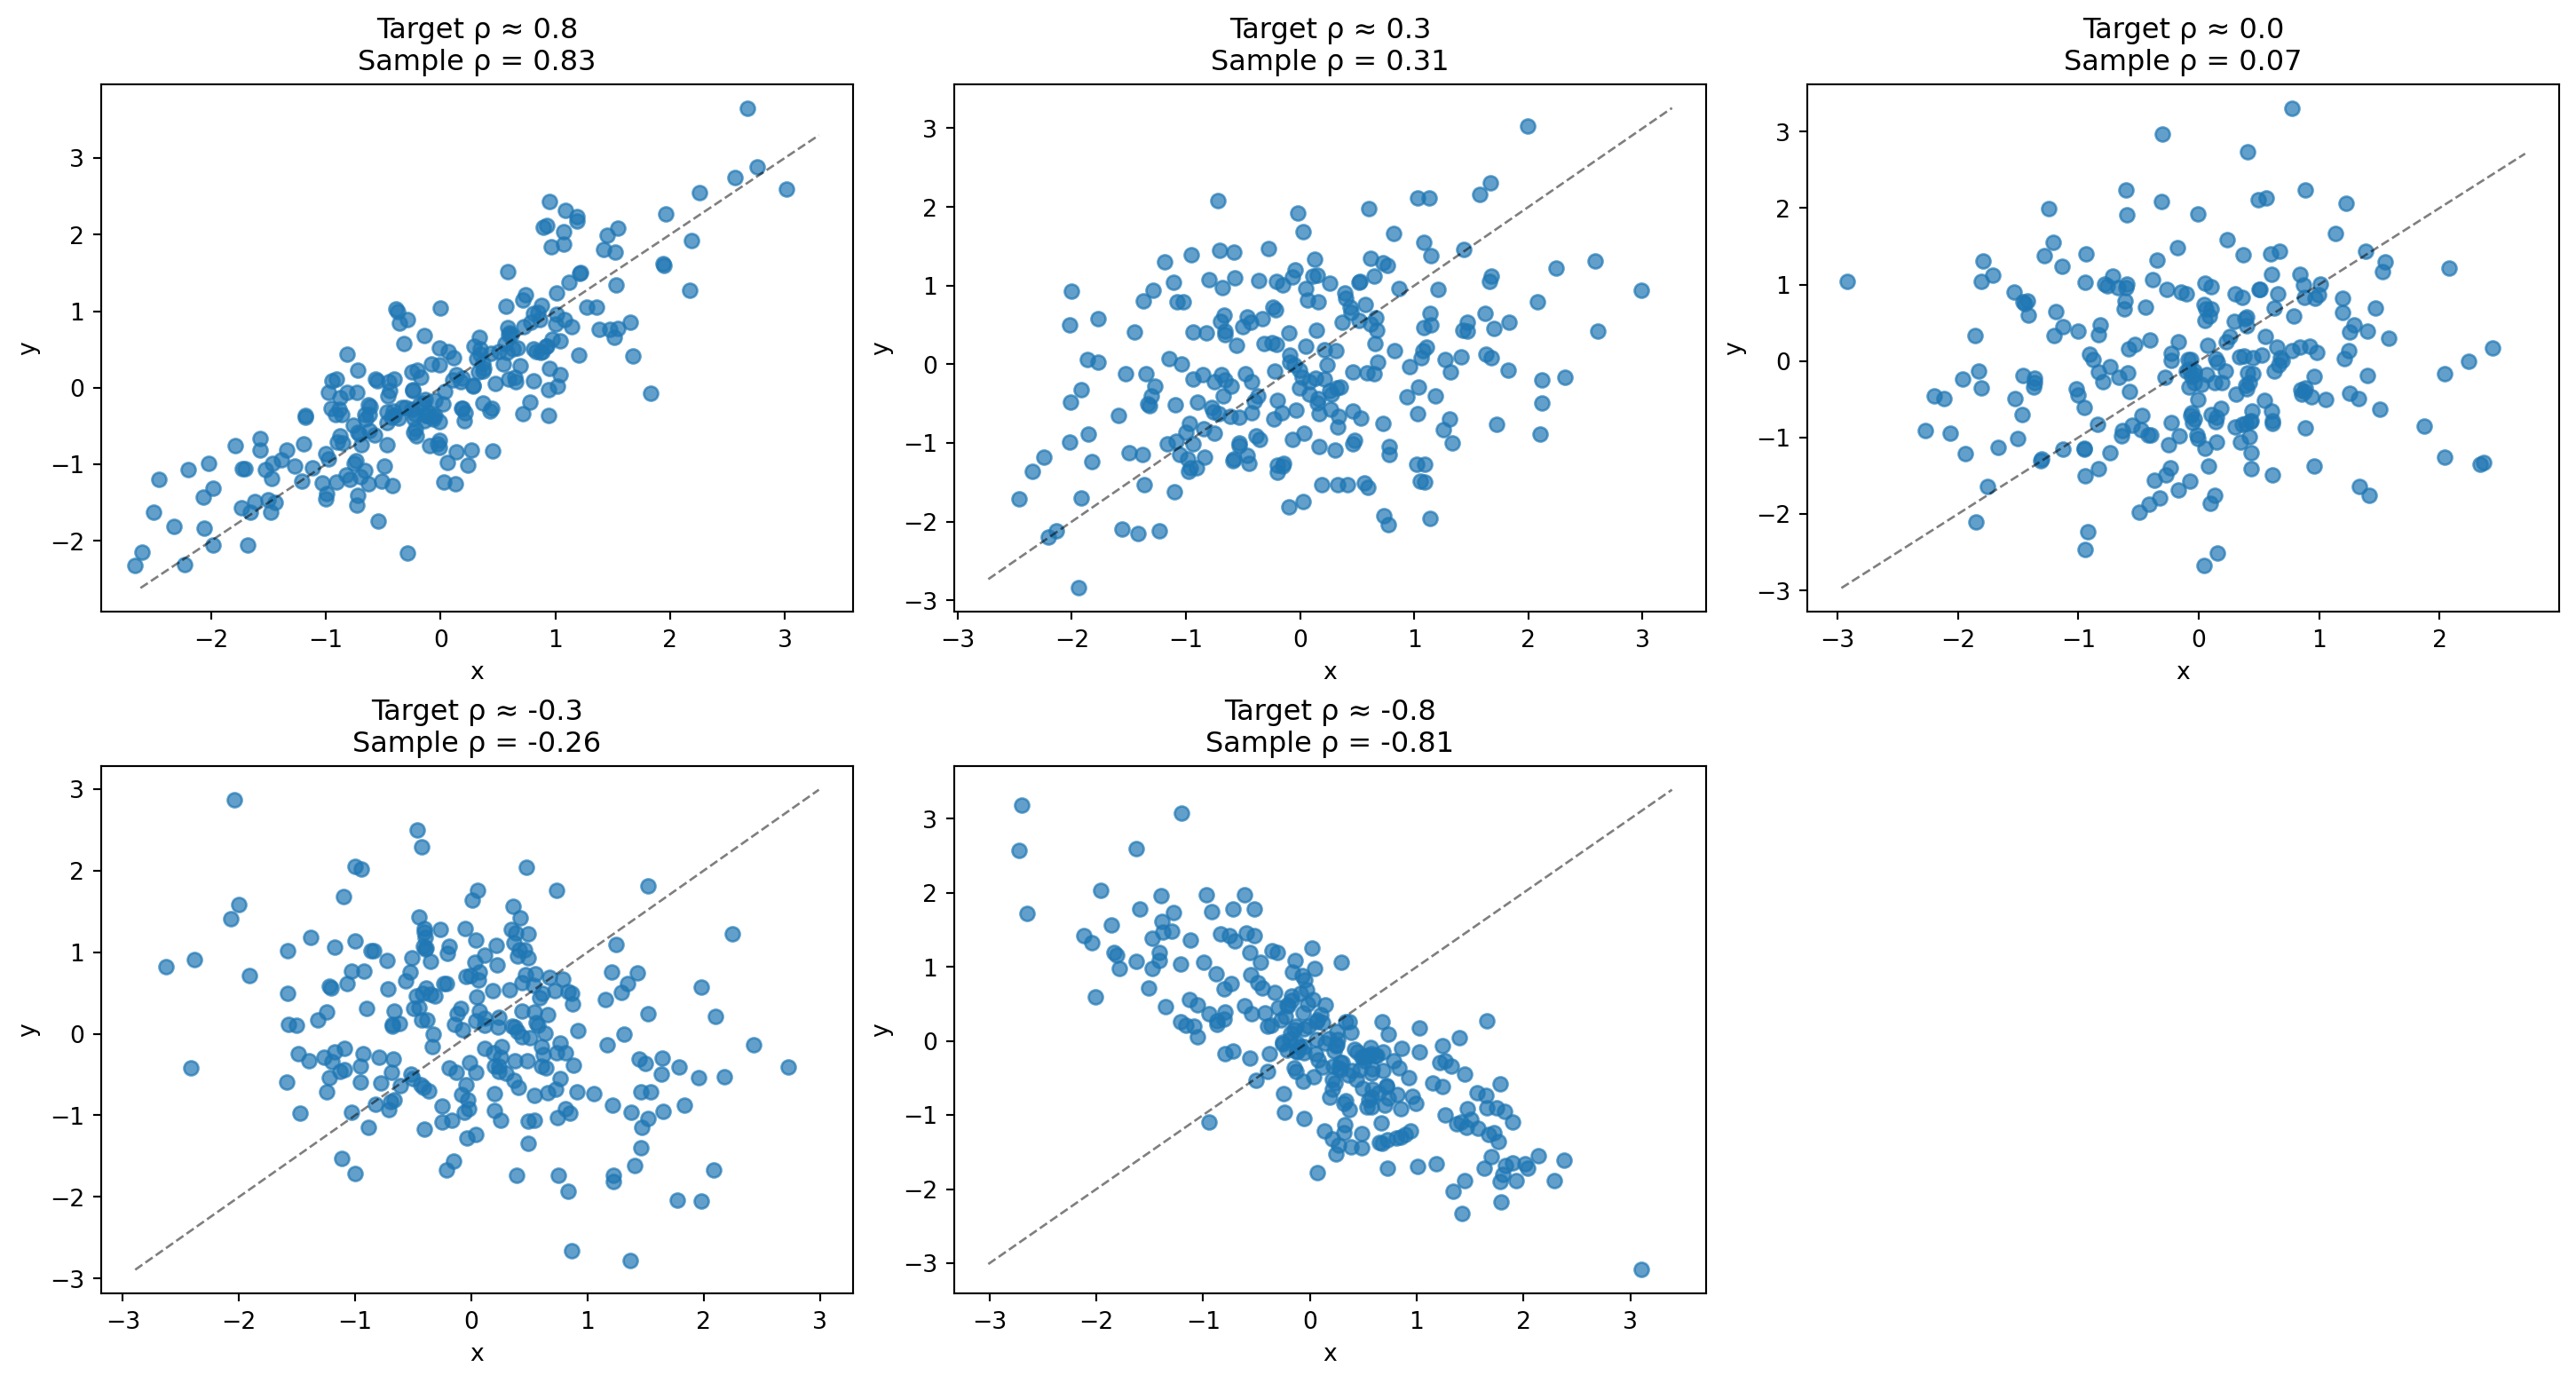 Target ρ ≈ 0.8
Sample ρ = 0.83
3
2
1
0
−1
−2
y
−2 −1 0 1 2 3
x
Target ρ ≈ 0.3
Sample ρ = 0.31
3
2
1
0
−1
−2
−3
y
−3 −2 −1 0 1 2 3
x
Target ρ ≈ 0.0
Sample ρ = 0.07
3
2
1
0
−1
−2
−3
y
−3 −2 −1 0 1 2
x
Target ρ ≈ -0.3
Sample ρ = -0.26
3
2
1
0
−1
−2
−3
y
−3 −2 −1 0 1 2 3
x
Target ρ ≈ -0.8
Sample ρ = -0.81
3
2
1
0
−1
−2
−3
y
−3 −2 −1 0 1 2 3
x